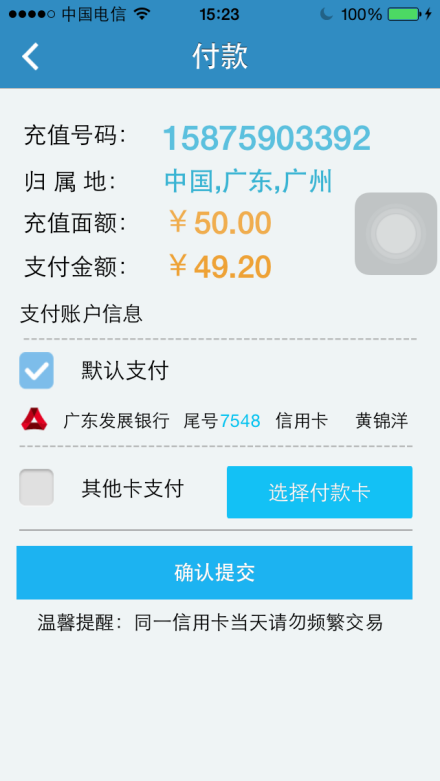 中国电信 15:23 100%
付款
充值号码: 15875903392
归属地: 中国,广东,广州
充值面额: ￥50.00
支付金额: ￥49.20
支付账户信息
默认支付
广东发展银行 尾号7548 信用卡 黄锦洋
其他卡支付 选择付款卡
确认提交
温馨提醒：同一信用卡当天请勿频繁交易